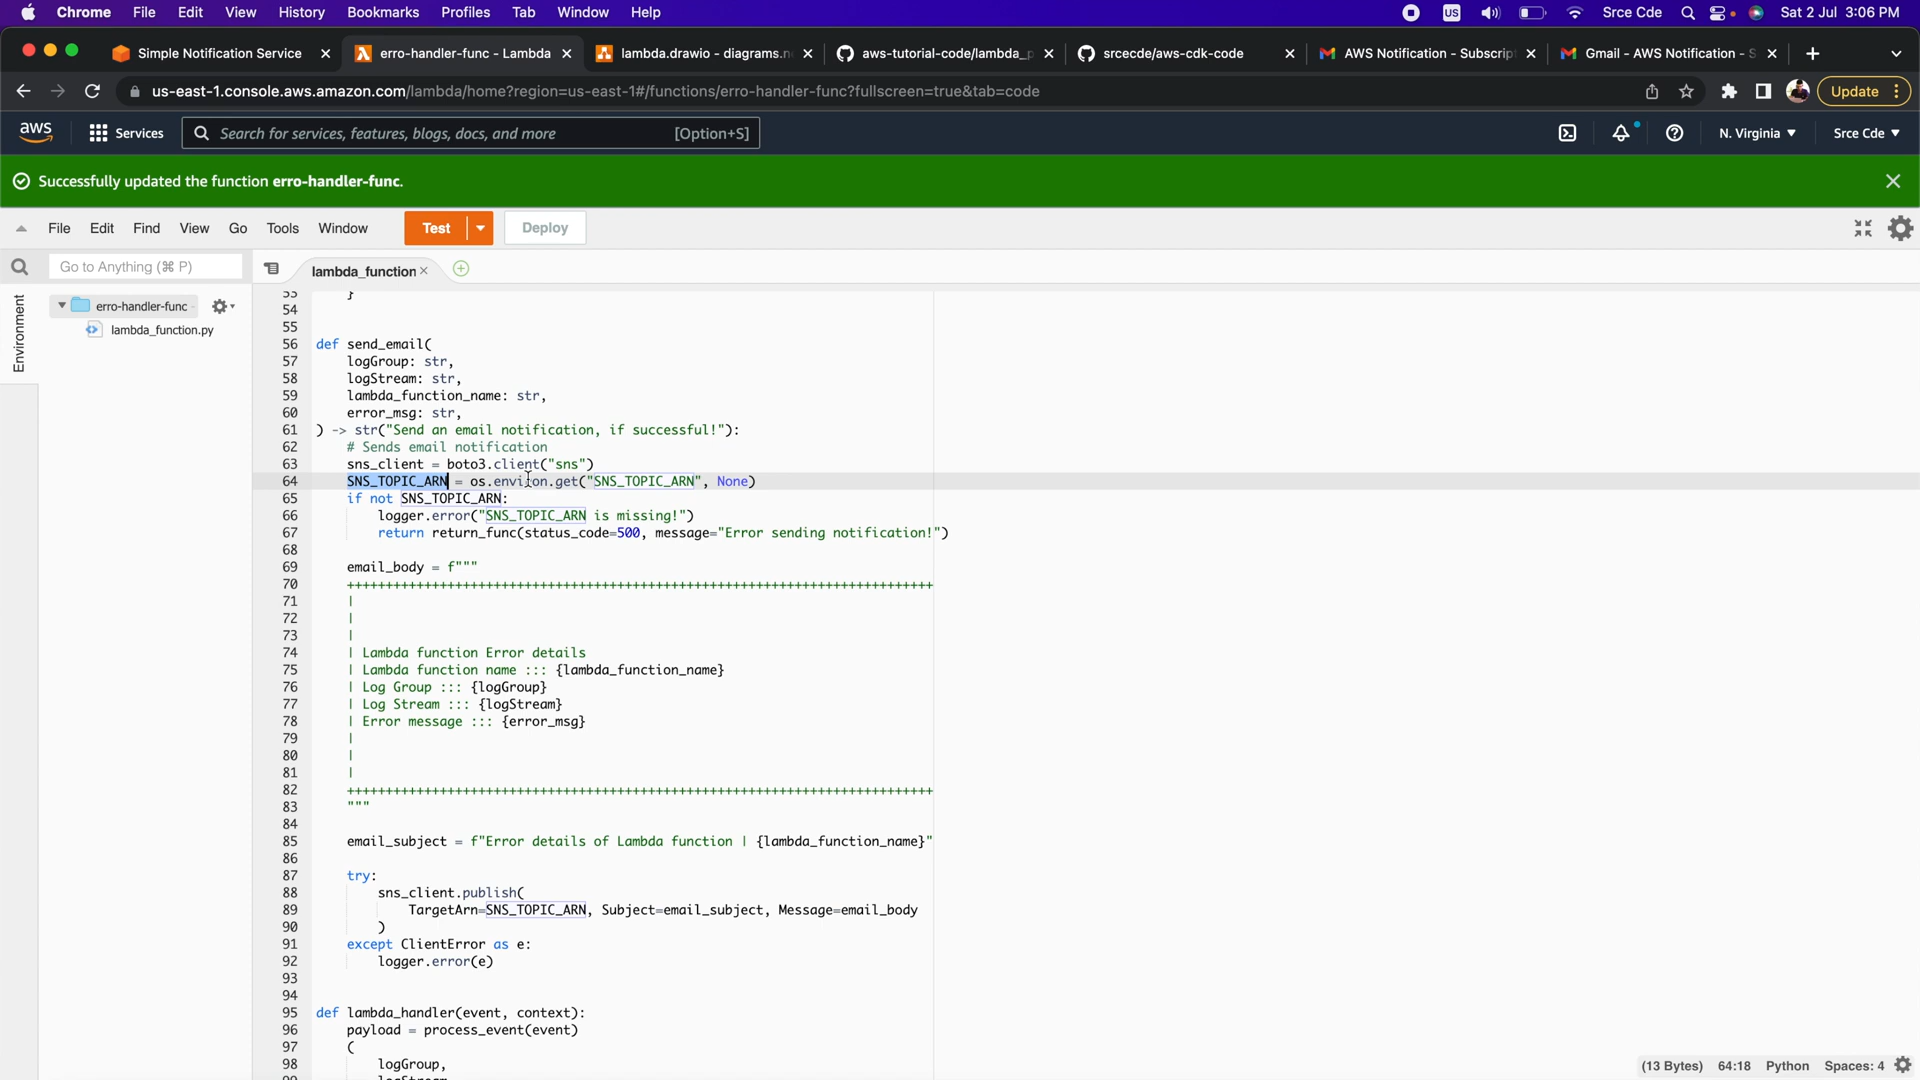 Chrome File Edit View History Bookmarks Profiles Tab Window Help US Srce Cde Sat 2 Jul 3:06 PM
Simple Notification Service erro-handler-func - Lambda lambda.drawio - diagrams.n aws-tutorial-code/lambda_p srcecde/aws-cdk-code AWS Notification - Subscrip Gmail - AWS Notification - S
us-east-1.console.aws.amazon.com/lambda/home?region=us-east-1#/functions/erro-handler-func?fullscreen=true&tab=code Update
aws Services Search for services, features, blogs, docs, and more [Option+S] N. Virginia Srce Cde
Successfully updated the function erro-handler-func.
File Edit Find View Go Tools Window Test Deploy
Go to Anything (⌘ P) lambda_function
Environment
erro-handler-func
lambda_function.py
53 }
54
55
56 def send_email(
57     logGroup: str,
58     logStream: str,
59     lambda_function_name: str,
60     error_msg: str,
61 ) -> str("Send an email notification, if successful!"):
62     # Sends email notification
63     sns_client = boto3.client("sns")
64     SNS_TOPIC_ARN = os.environ.get("SNS_TOPIC_ARN", None)
65     if not SNS_TOPIC_ARN:
66         logger.error("SNS_TOPIC_ARN is missing!")
67         return return_func(status_code=500, message="Error sending notification!")
68
69     email_body = f"""
70     ++++++++++++++++++++++++++++++++++++++++++++++++++++++++++++++++++++++++++++
71     |
72     |
73     |
74     | Lambda function Error details
75     | Lambda function name ::: {lambda_function_name}
76     | Log Group ::: {logGroup}
77     | Log Stream ::: {logStream}
78     | Error message ::: {error_msg}
79     |
80     |
81     |
82     ++++++++++++++++++++++++++++++++++++++++++++++++++++++++++++++++++++++++++++
83     """
84
85     email_subject = f"Error details of Lambda function | {lambda_function_name}"
86
87     try:
88         sns_client.publish(
89             TargetArn=SNS_TOPIC_ARN, Subject=email_subject, Message=email_body
90         )
91     except ClientError as e:
92         logger.error(e)
93
94
95 def lambda_handler(event, context):
96     payload = process_event(event)
97     (
98         logGroup,
(13 Bytes) 64:18 Python Spaces: 4